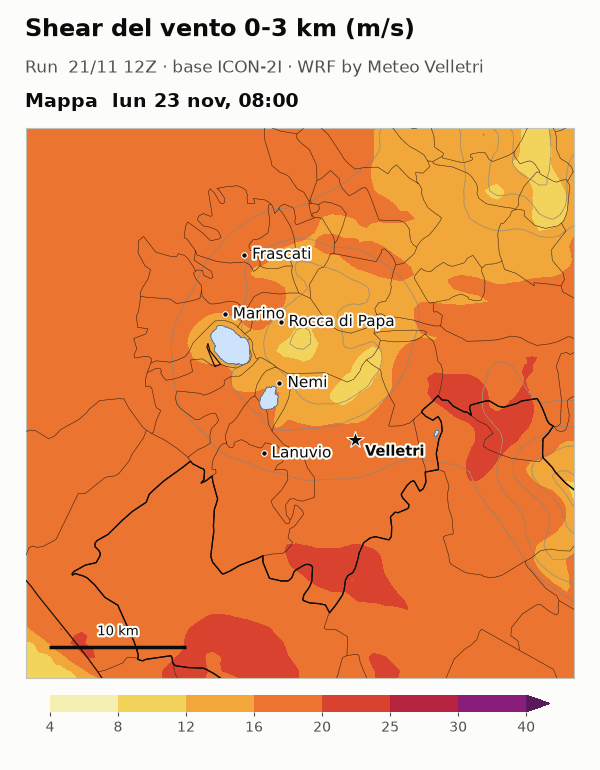 Shear del vento 0-3 km (m/s)
Run  21/11 12Z · base ICON-2I · WRF by Meteo Velletri
Mappa  lun 23 nov, 08:00
Frascati
Marino
Rocca di Papa
Nemi
Velletri
Lanuvio
10 km
4 8 12 16 20 25 30 40